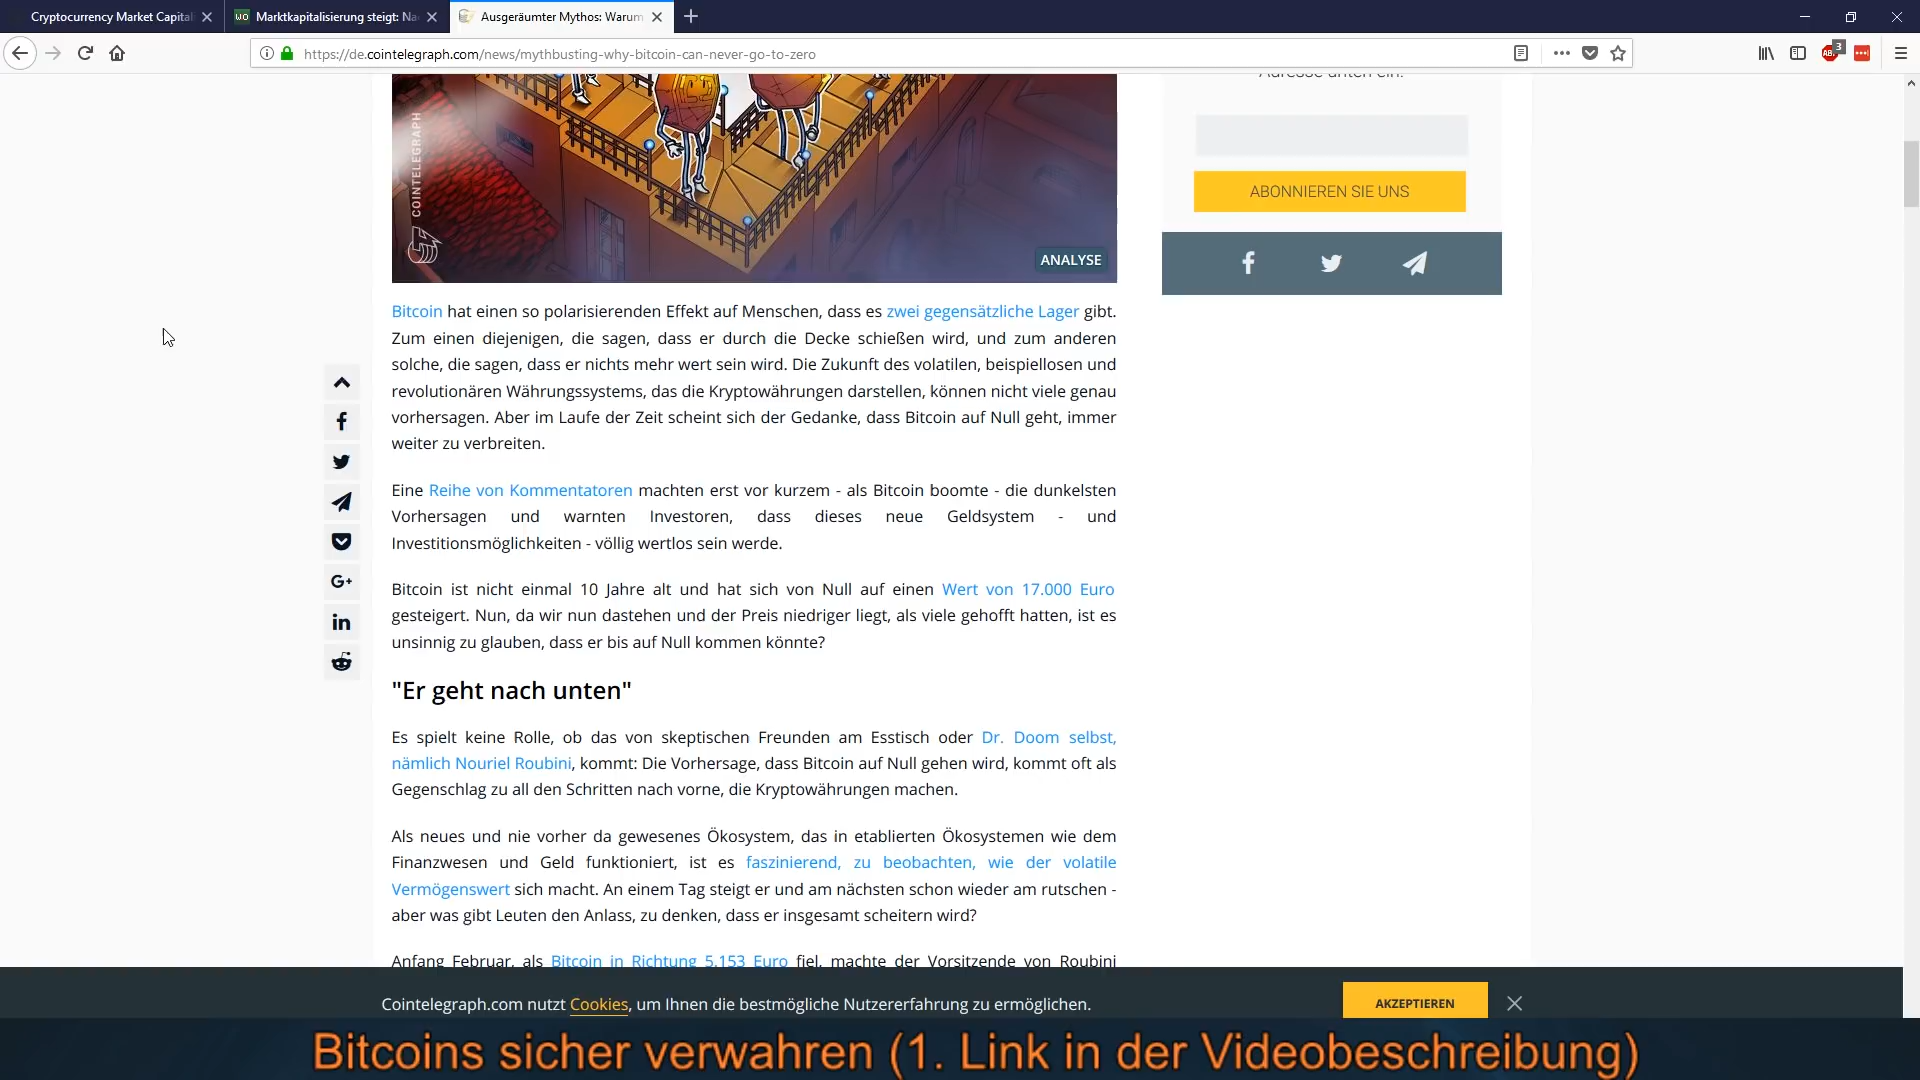 Cryptocurrency Market Capital
Marktkapitalisierung steigt: Na
Ausgeräumter Mythos: Warum
https://de.cointelegraph.com/news/mythbusting-why-bitcoin-can-never-go-to-zero
3
Adresse unten ein:
COINTELEGRAPH
ANALYSE
ABONNIEREN SIE UNS
Bitcoin hat einen so polarisierenden Effekt auf Menschen, dass es zwei gegensätzliche Lager gibt.
Zum einen diejenigen, die sagen, dass er durch die Decke schießen wird, und zum anderen
solche, die sagen, dass er nichts mehr wert sein wird. Die Zukunft des volatilen, beispiellosen und
revolutionären Währungssystems, das die Kryptowährungen darstellen, können nicht viele genau
vorhersagen. Aber im Laufe der Zeit scheint sich der Gedanke, dass Bitcoin auf Null geht, immer
weiter zu verbreiten.
Eine Reihe von Kommentatoren machten erst vor kurzem - als Bitcoin boomte - die dunkelsten
Vorhersagen und warnten Investoren, dass dieses neue Geldsystem - und
Investitionsmöglichkeiten - völlig wertlos sein werde.
Bitcoin ist nicht einmal 10 Jahre alt und hat sich von Null auf einen Wert von 17.000 Euro
gesteigert. Nun, da wir nun dastehen und der Preis niedriger liegt, als viele gehofft hatten, ist es
unsinnig zu glauben, dass er bis auf Null kommen könnte?
"Er geht nach unten"
Es spielt keine Rolle, ob das von skeptischen Freunden am Esstisch oder Dr. Doom selbst,
nämlich Nouriel Roubini, kommt: Die Vorhersage, dass Bitcoin auf Null gehen wird, kommt oft als
Gegenschlag zu all den Schritten nach vorne, die Kryptowährungen machen.
Als neues und nie vorher da gewesenes Ökosystem, das in etablierten Ökosystemen wie dem
Finanzwesen und Geld funktioniert, ist es faszinierend, zu beobachten, wie der volatile
Vermögenswert sich macht. An einem Tag steigt er und am nächsten schon wieder am rutschen -
aber was gibt Leuten den Anlass, zu denken, dass er insgesamt scheitern wird?
Anfang Februar, als Bitcoin in Richtung 5.153 Euro fiel, machte der Vorsitzende von Roubini
Cointelegraph.com nutzt Cookies, um Ihnen die bestmögliche Nutzererfahrung zu ermöglichen.
AKZEPTIEREN
Bitcoins sicher verwahren (1. Link in der Videobeschreibung)